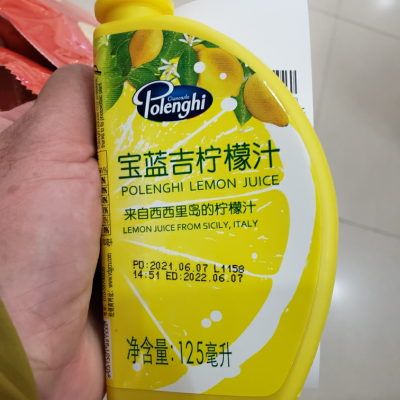 Giancarlo
Polenghi
宝蓝吉柠檬汁
POLENGHI LEMON JUICE
来自西西里岛的柠檬汁
LEMON JUICE FROM SICILY, ITALY
PD:2021.06.07 L1158
14:51 ED:2022.06.07
净含量: 125毫升